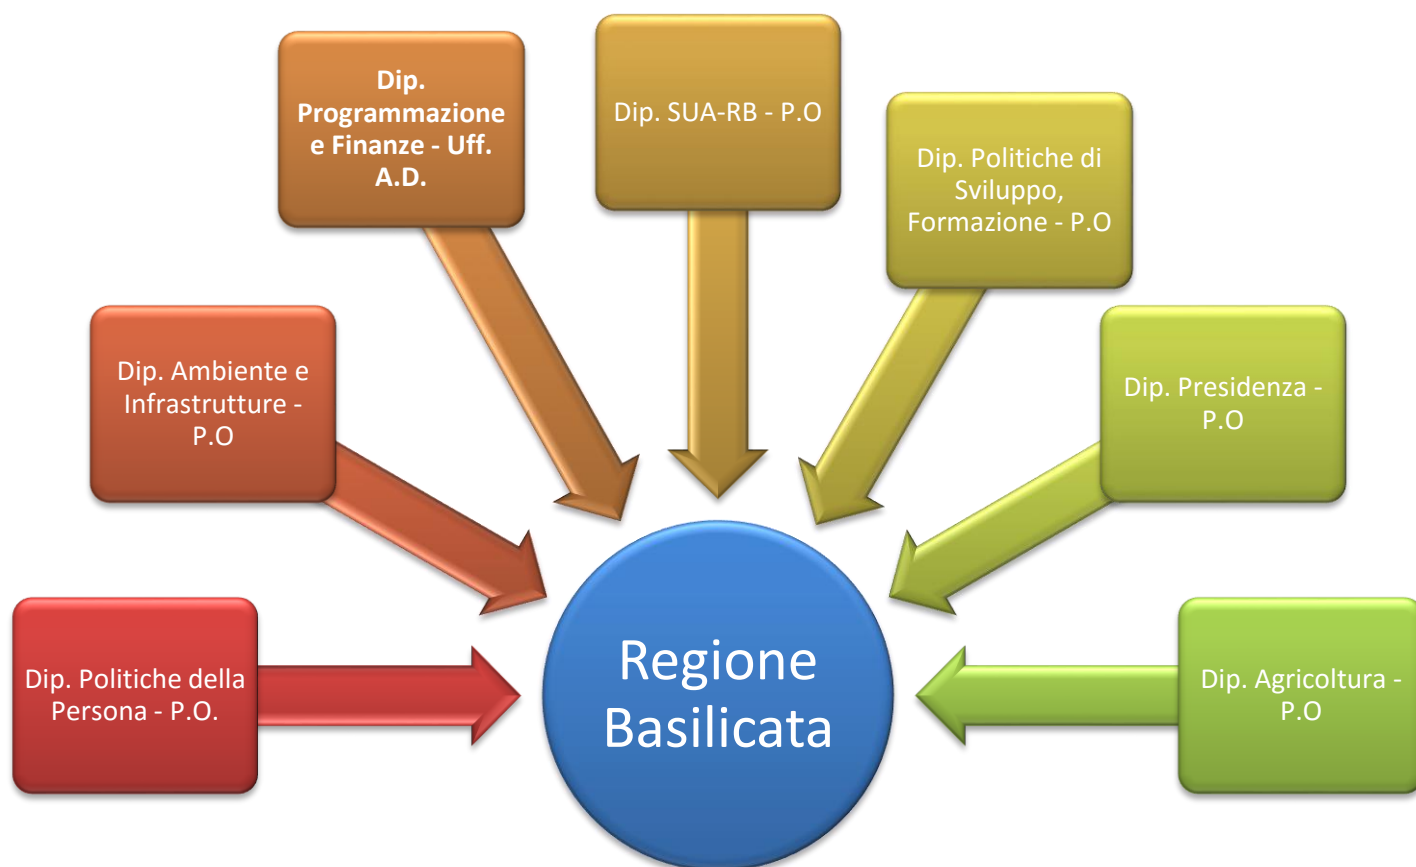 Dip.
Programmazione
e Finanze - Uff.
A.D.
Dip. SUA-RB - P.O
Dip. Politiche di
Sviluppo,
Formazione - P.O
Dip. Ambiente e
Infrastrutture -
P.O
Dip. Presidenza -
P.O
Dip. Politiche della
Persona - P.O.
Regione
Basilicata
Dip. Agricoltura -
P.O